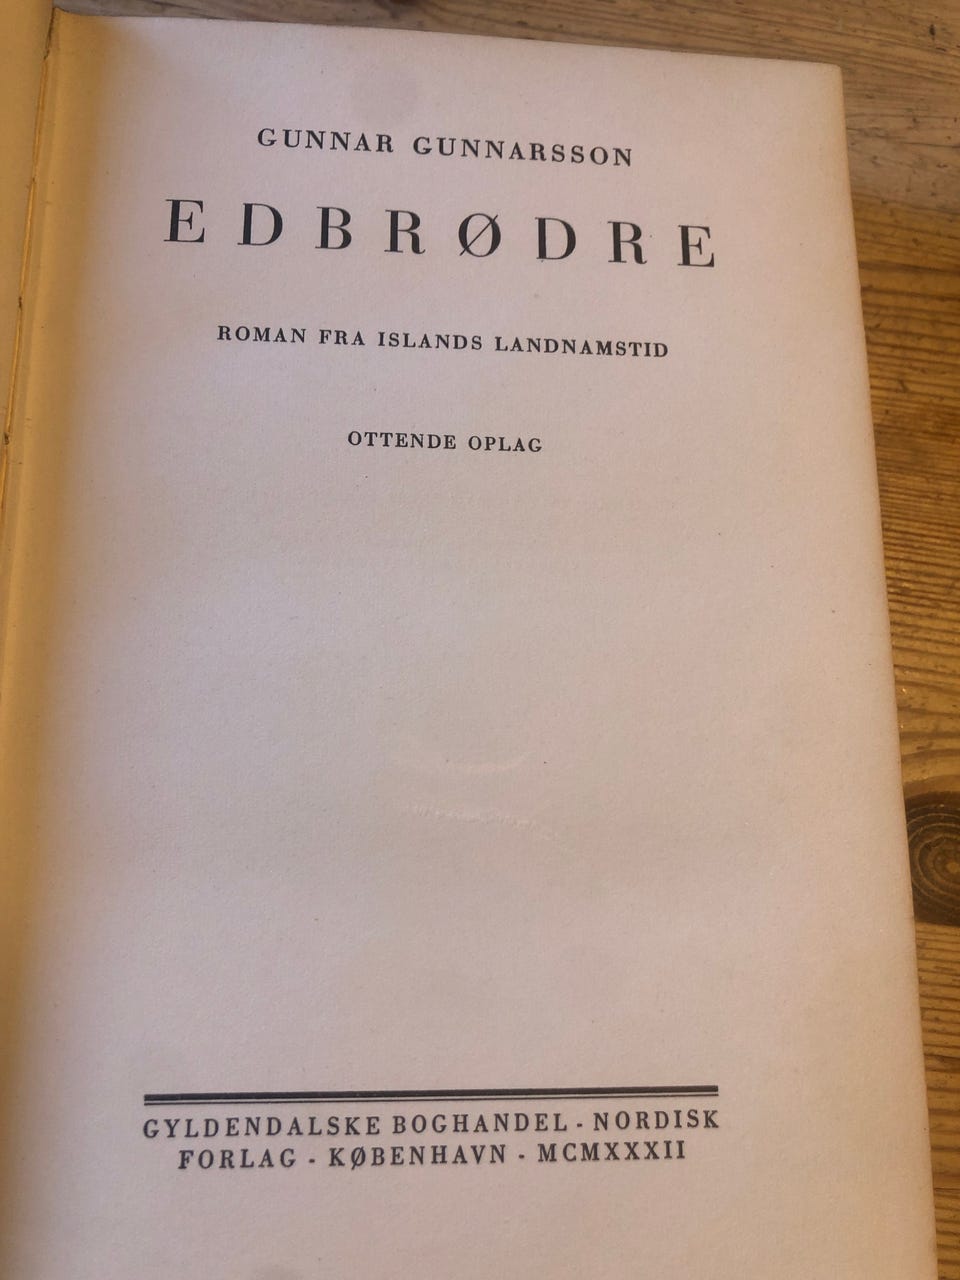 GUNNAR GUNNARSSON
EDBRØDRE
ROMAN FRA ISLANDS LANDNAMSTID
OTTENDE OPLAG
GYLDENDALSKE BOGHANDEL - NORDISK
FORLAG - KØBENHAVN - MCMXXXII